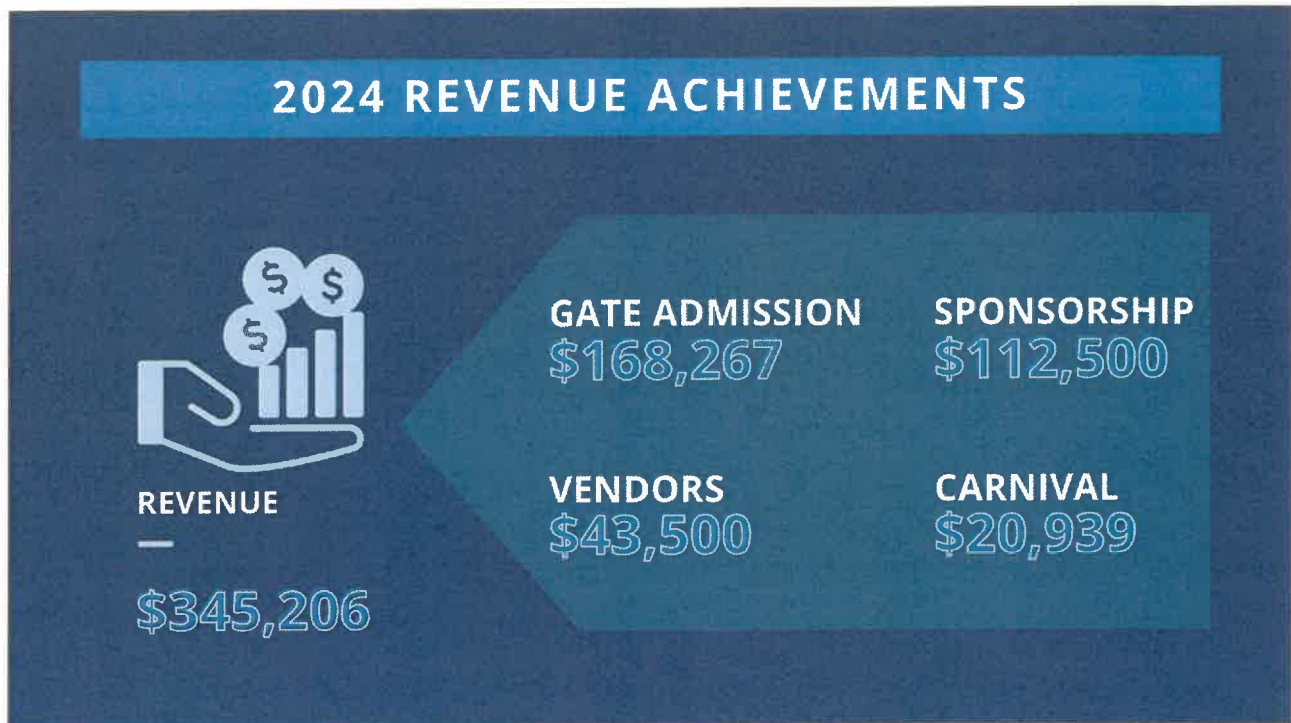 2024 REVENUE ACHIEVEMENTS
$ $
$
REVENUE
$345,206
GATE ADMISSION
$168,267
SPONSORSHIP
$112,500
VENDORS
$43,500
CARNIVAL
$20,939